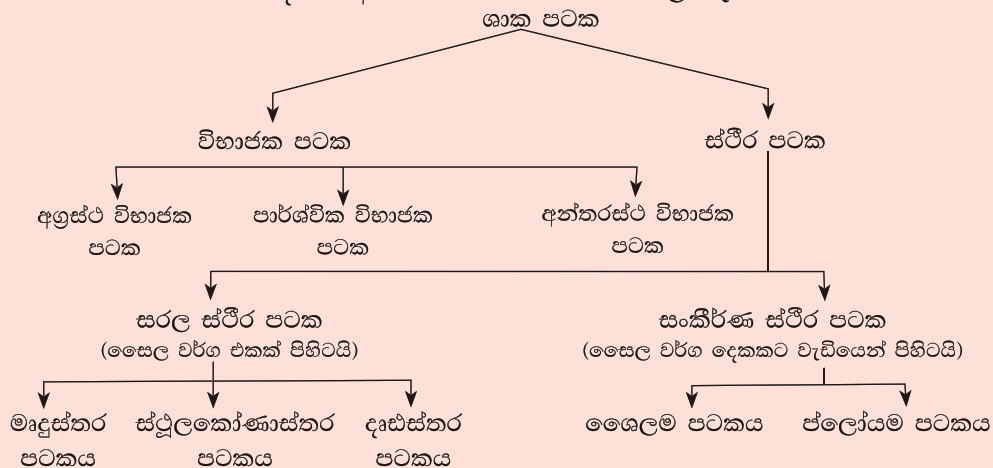 ශාක පටක
විභාජක පටක
ස්ථීර පටක
අග්‍රස්ථ විභාජක
පටක
පාර්ශ්වික විභාජක
පටක
අන්තරස්ථ විභාජක
පටක
සරල ස්ථීර පටක
(සෛල වර්ග එකක් පිහිටයි)
සංකීර්ණ ස්ථීර පටක
(සෛල වර්ග දෙකකට වැඩියෙන් පිහිටයි)
මෘදුස්තර
පටකය
ස්ථූලකෝණාස්තර
පටකය
දෘඪස්තර
පටකය
ශෛලම පටකය
ප්ලෝයම පටකය